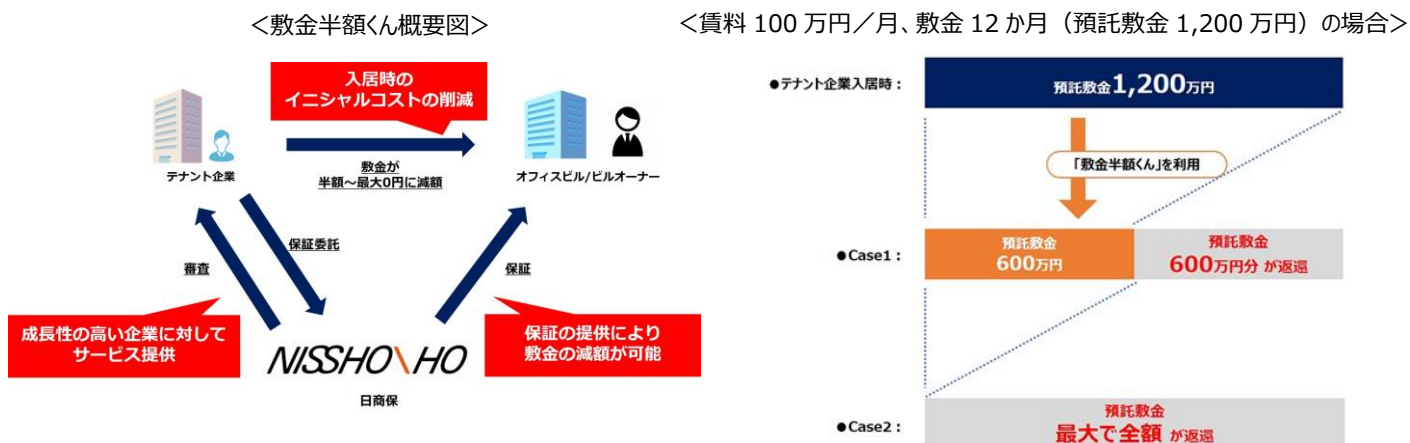 ＜敷金半額くん概要図＞
入居時の
イニシャルコストの削減
テナント企業
敷金が
半額～最大0円に減額
オフィスビル/ビルオーナー
審査
保証委託
保証
成長性の高い企業に対して
サービス提供
NISSHO\HO
日商保
保証の提供により
敷金の減額が可能
＜賃料 100 万円／月、敷金 12 か月（預託敷金 1,200 万円）の場合＞
●テナント企業入居時：
預託敷金1,200万円
「敷金半額くん」を利用
●Case1：
預託敷金
600万円
預託敷金
600万円分 が返還
●Case2：
預託敷金
最大で全額 が返還